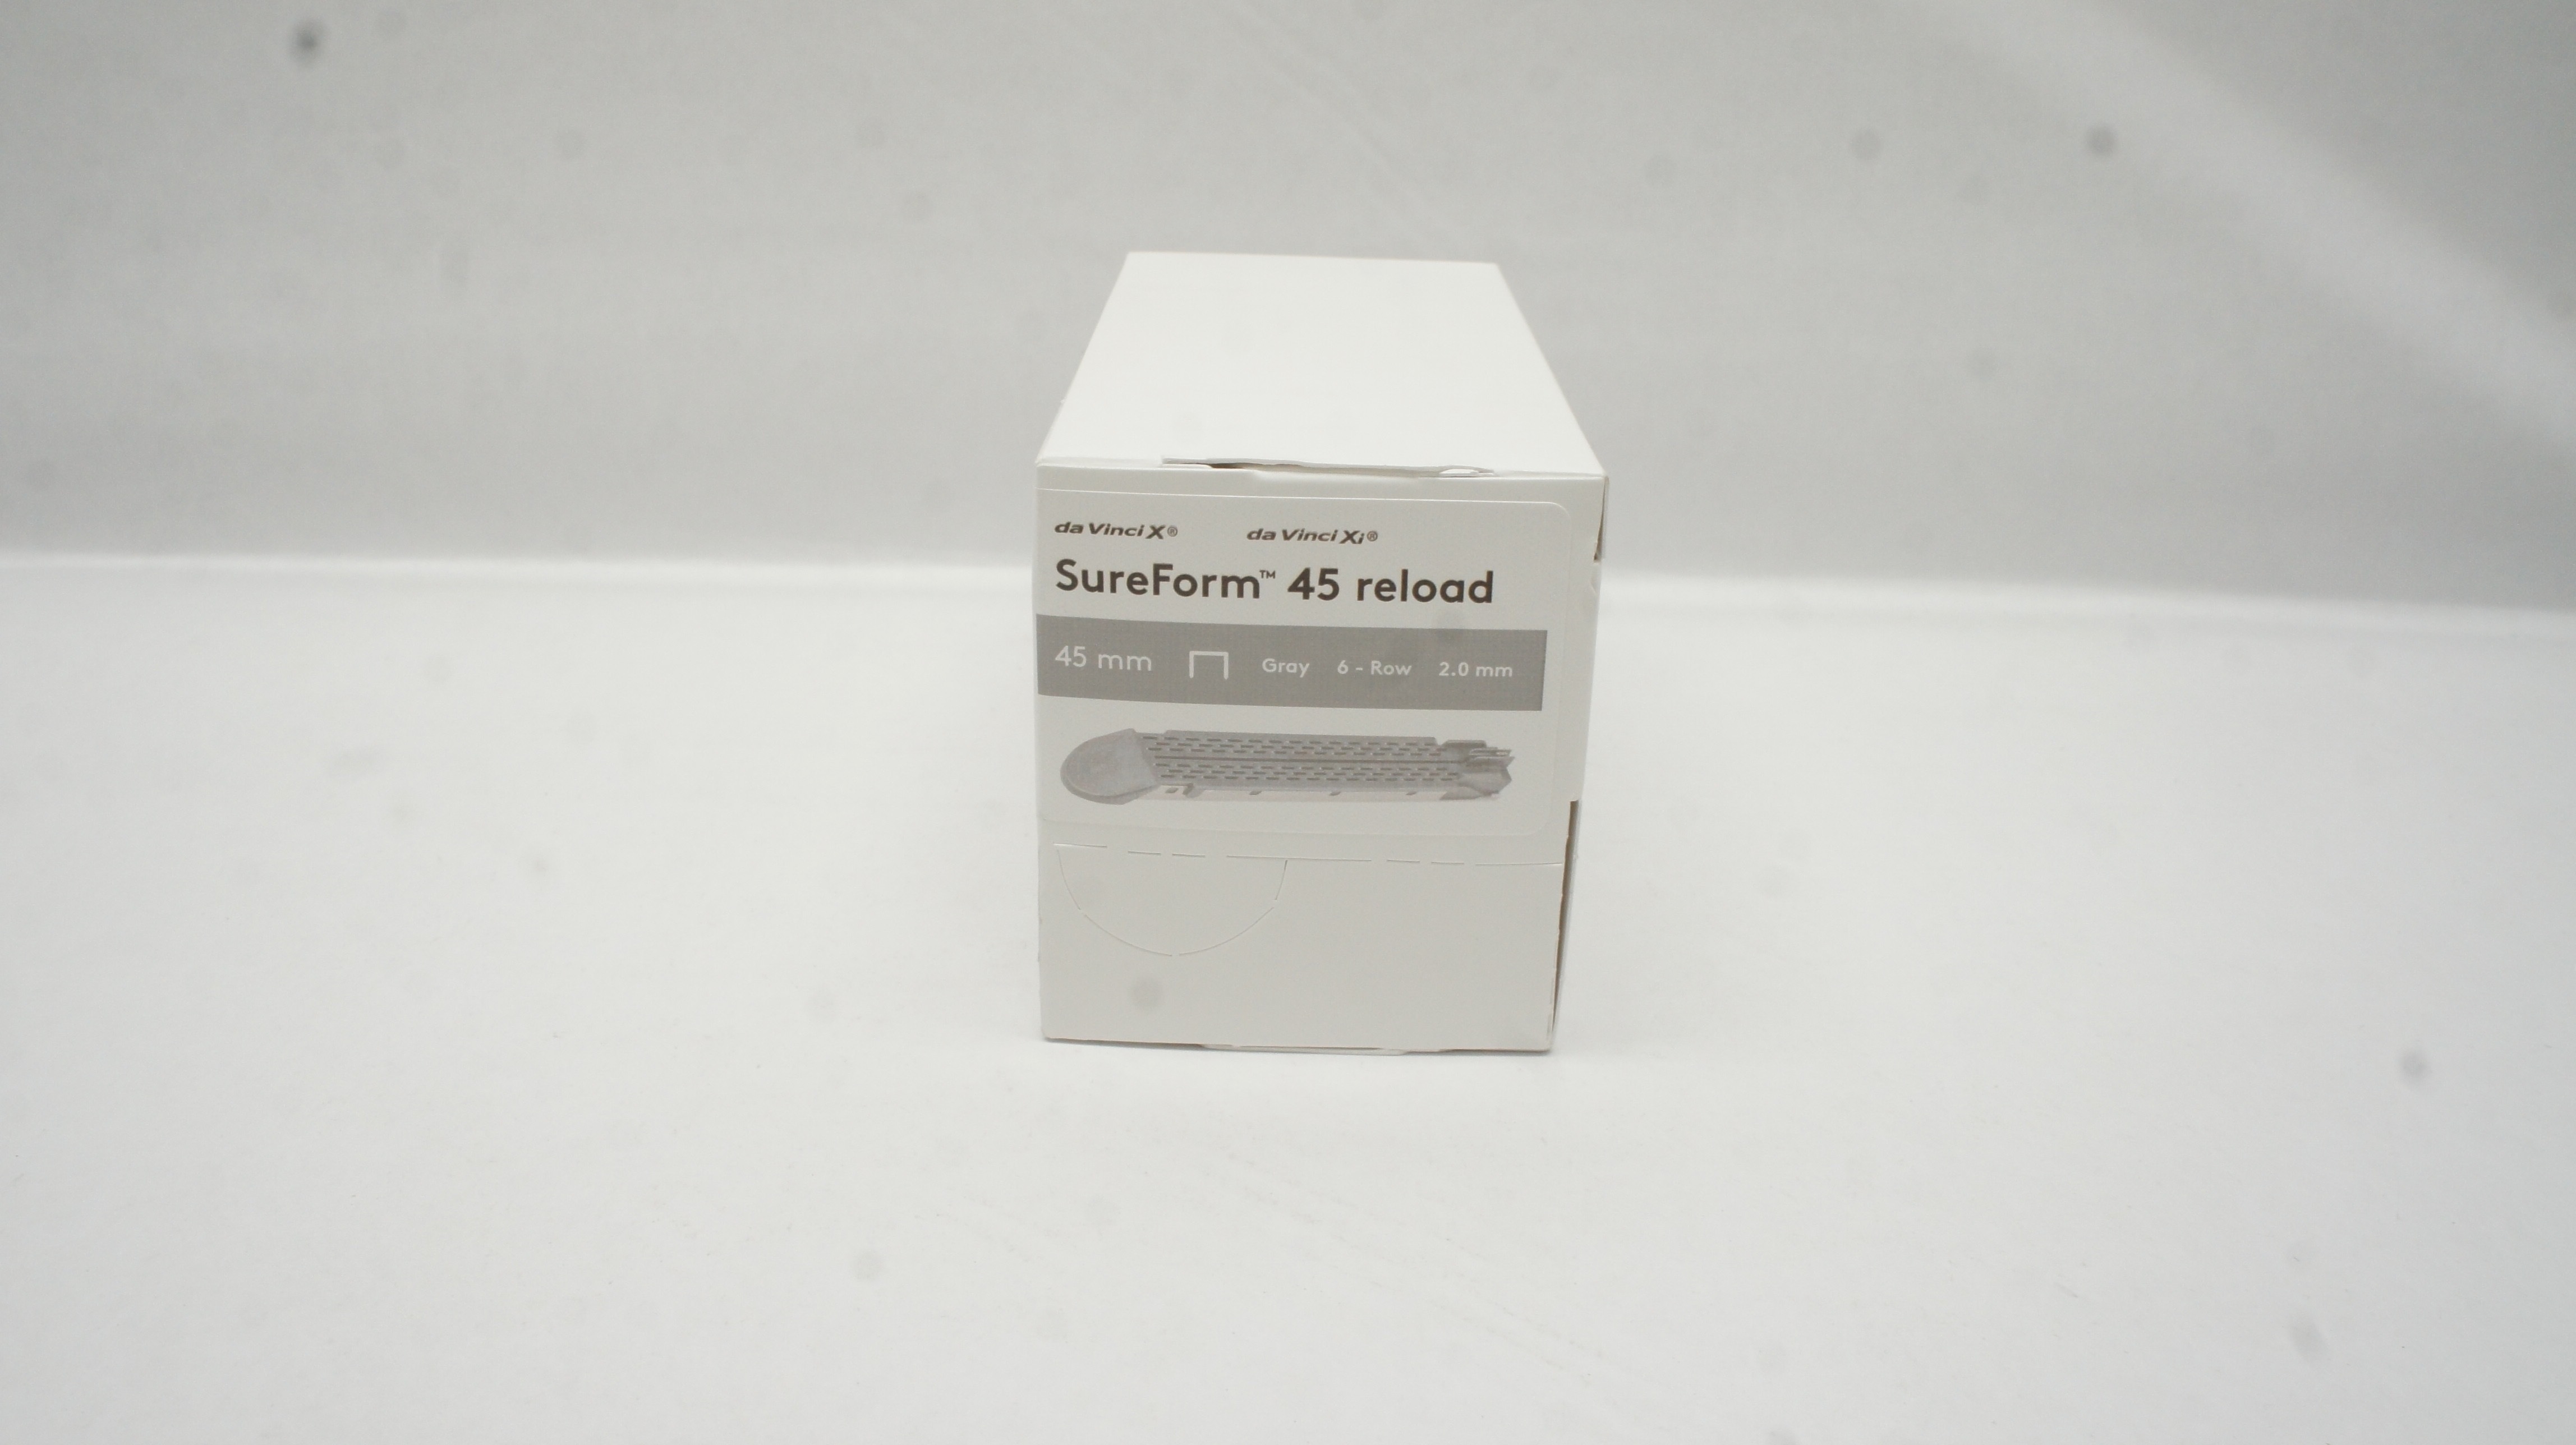 da Vinci X® da Vinci Xi®
SureForm™ 45 reload
45 mm Gray 6 - Row 2.0 mm